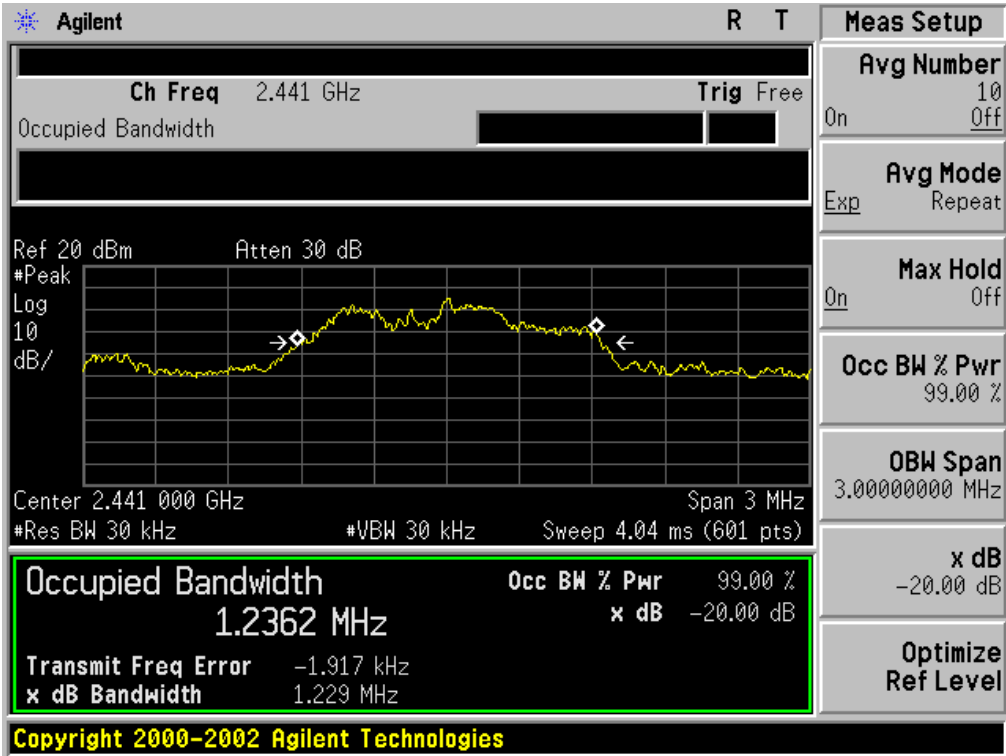 Agilent R T
Ch Freq 2.441 GHz Trig Free
Occupied Bandwidth
Ref 20 dBm Atten 30 dB
#Peak
Log
10
dB/
Center 2.441 000 GHz Span 3 MHz
#Res BW 30 kHz #VBW 30 kHz Sweep 4.04 ms (601 pts)
Occupied Bandwidth Occ BW % Pwr 99.00 %
1.2362 MHz x dB -20.00 dB
Transmit Freq Error -1.917 kHz
x dB Bandwidth 1.229 MHz
Copyright 2000-2002 Agilent Technologies
Meas Setup
Avg Number
10
On Off
Avg Mode
Exp Repeat
Max Hold
On Off
Occ BW % Pwr
99.00 %
OBW Span
3.00000000 MHz
x dB
-20.00 dB
Optimize
Ref Level